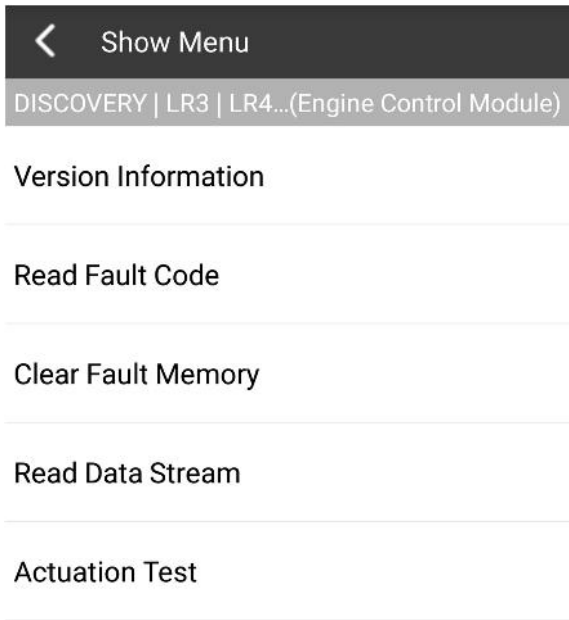 Show Menu
DISCOVERY | LR3 | LR4...(Engine Control Module)
Version Information
Read Fault Code
Clear Fault Memory
Read Data Stream
Actuation Test